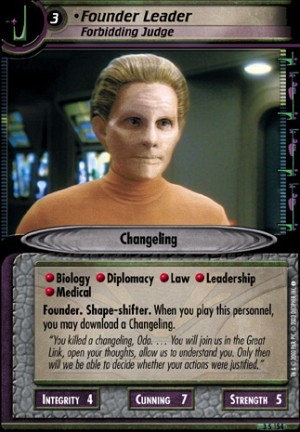 3
•Founder Leader
Forbidding Judge
Changeling
Biology Diplomacy Law Leadership
Medical
Founder. Shape-shifter. When you play this personnel,
you may download a Changeling.
"You killed a changeling, Odo. . . . You will join us in the Great
Link, open your thoughts, allow us to understand you. Only then
will we be able to decide whether your actions were justified."
Integrity 4 Cunning 7 Strength 5